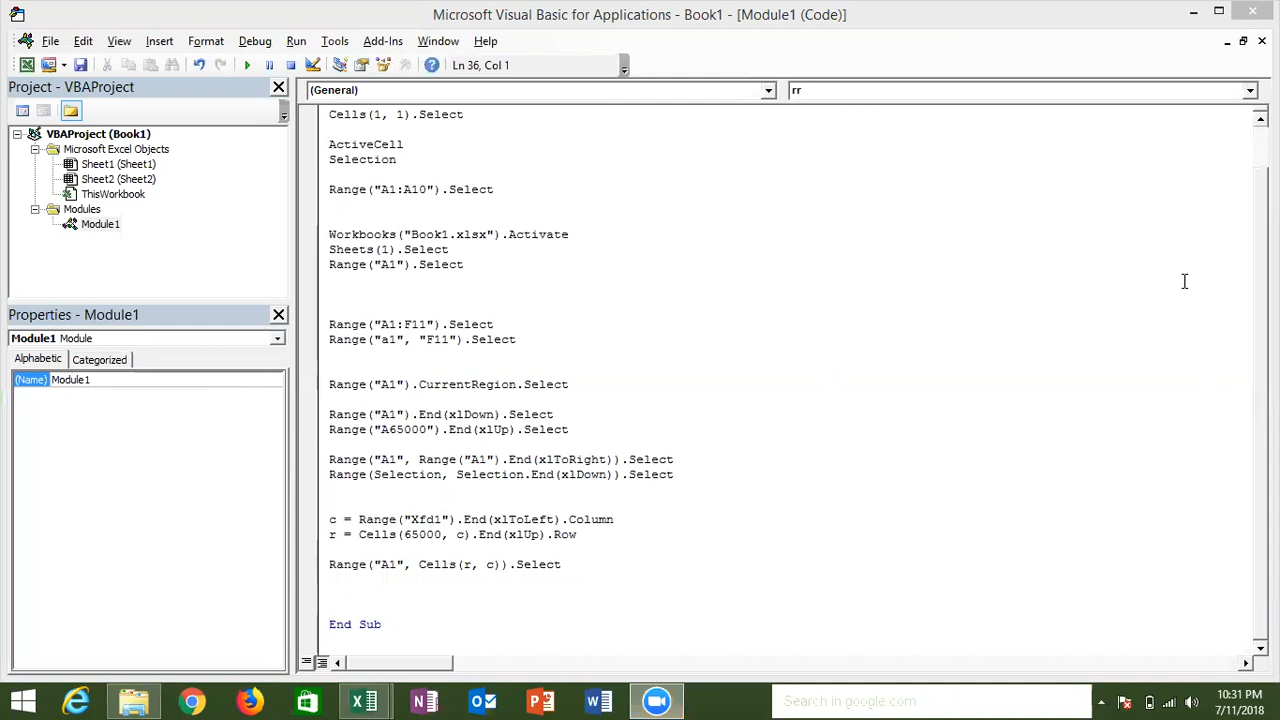 Microsoft Visual Basic for Applications - Book1 - [Module1 (Code)]
File Edit View Insert Format Debug Run Tools Add-Ins Window Help
Ln 36, Col 1
Project - VBAProject
(General)
rr
VBAProject (Book1)
Microsoft Excel Objects
Sheet1 (Sheet1)
Sheet2 (Sheet2)
ThisWorkbook
Modules
Module1
Properties - Module1
Module1 Module
Alphabetic Categorized
(Name) Module1
Cells(1, 1).Select
ActiveCell
Selection
Range("A1:A10").Select
Workbooks("Book1.xlsx").Activate
Sheets(1).Select
Range("A1").Select
Range("A1:F11").Select
Range("a1", "F11").Select
Range("A1").CurrentRegion.Select
Range("A1").End(xlDown).Select
Range("A65000").End(xlUp).Select
Range("A1", Range("A1").End(xlToRight)).Select
Range(Selection, Selection.End(xlDown)).Select
c = Range("Xfd1").End(xlToLeft).Column
r = Cells(65000, c).End(xlUp).Row
Range("A1", Cells(r, c)).Select
End Sub
Search in google.com
10:31 PM
7/11/2018